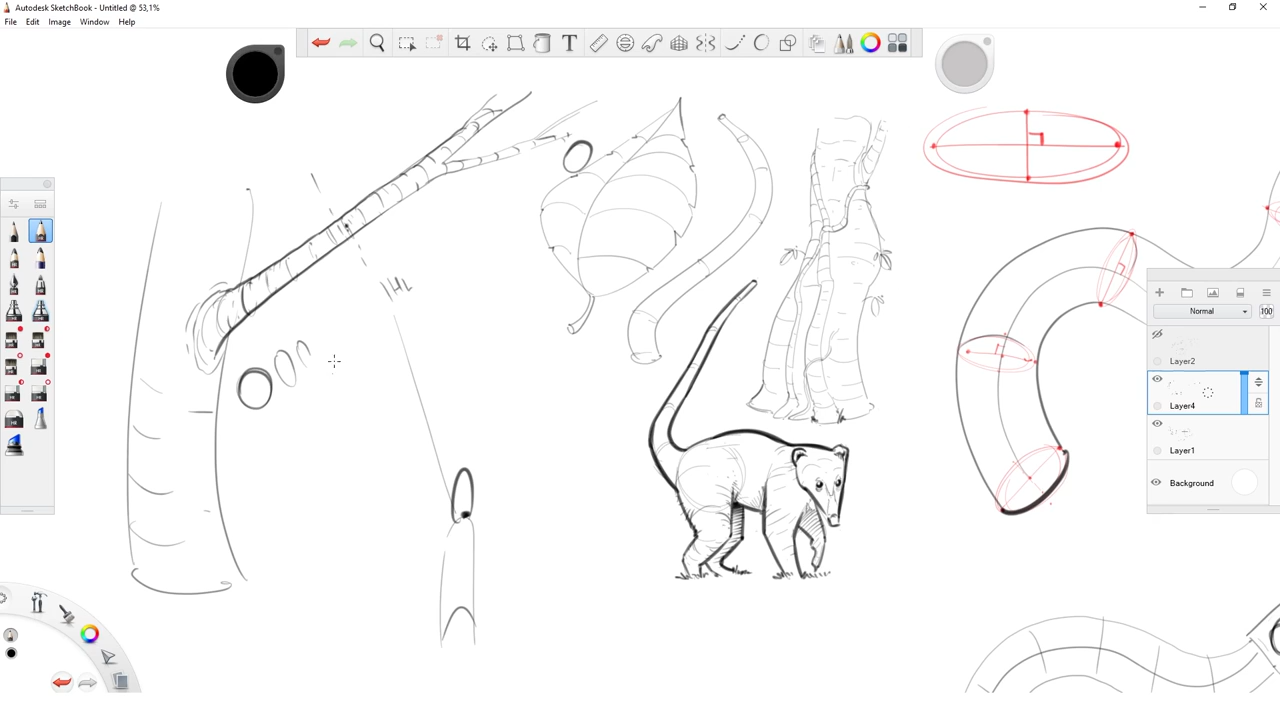 Autodesk SketchBook - Untitled @ 53,1%
File Edit Image Window Help
Normal
100
Layer2
Layer4
Layer1
Background